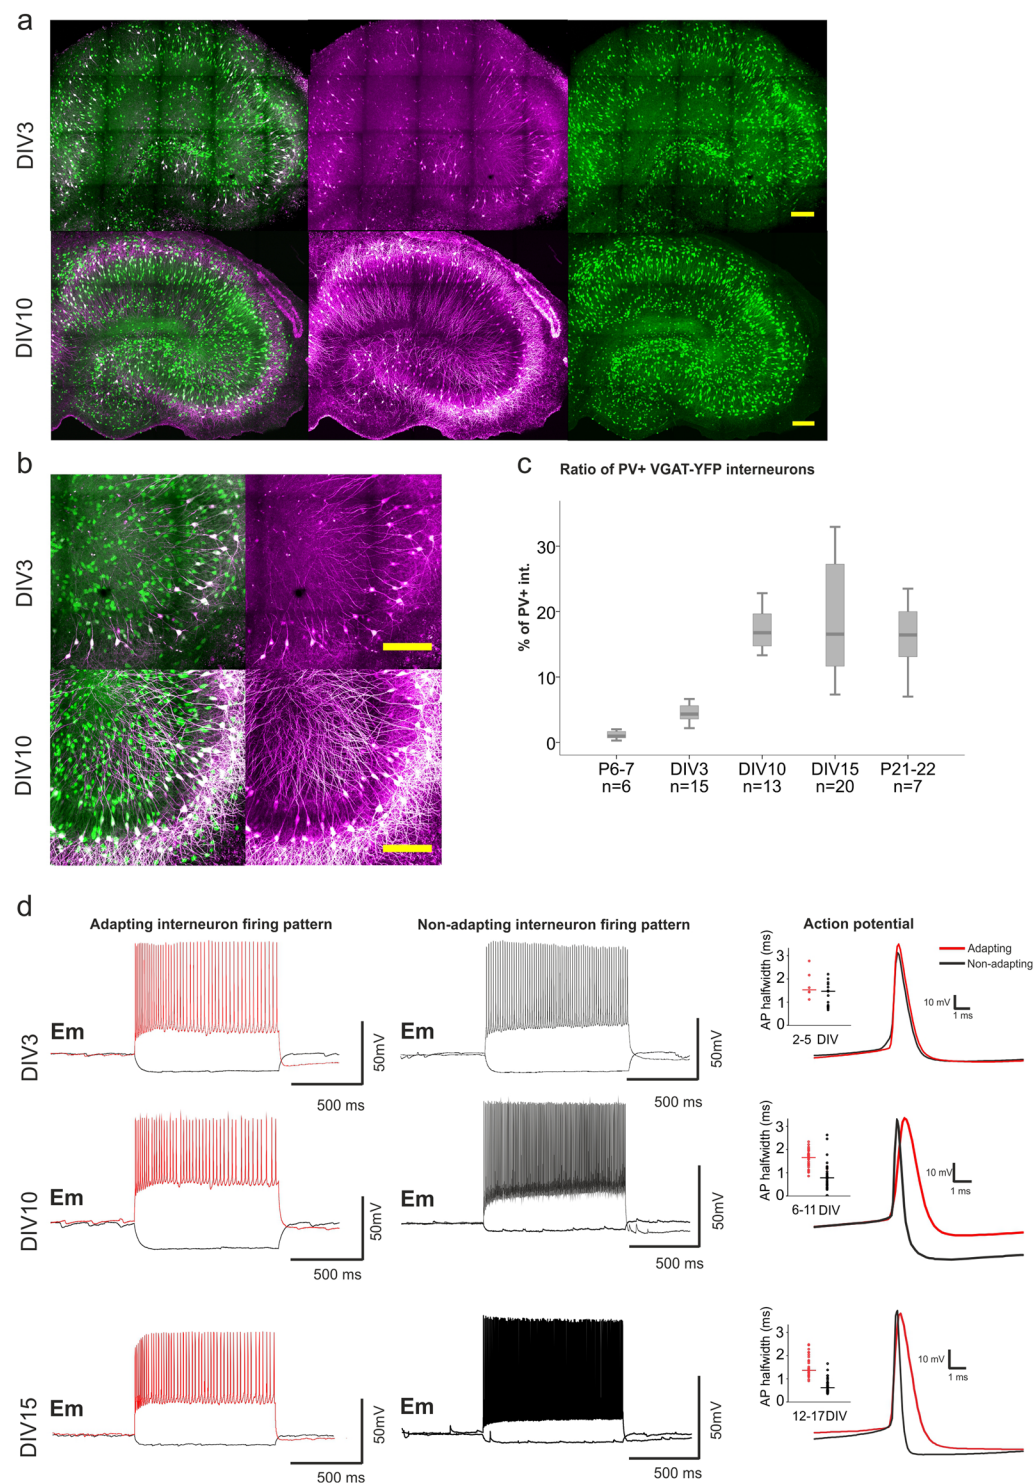 a
DIV3
DIV10
b
DIV3
DIV10
c
Ratio of PV+ VGAT-YFP interneurons
% of PV+ int.
30
20
10
0
P6-7 DIV3 DIV10 DIV15 P21-22
n=6 n=15 n=13 n=20 n=7
d
Adapting interneuron firing pattern
Non-adapting interneuron firing pattern
Action potential
DIV3
Em
50mV
500 ms
Em
50mV
500 ms
AP halfwidth (ms)
3
2
1
0
2-5 DIV
Adapting
Non-adapting
10 mV
1 ms
DIV10
Em
50mV
500 ms
Em
50mV
500 ms
AP halfwidth (ms)
3
2
1
0
6-11 DIV
10 mV
1 ms
DIV15
Em
50mV
500 ms
Em
50mV
500 ms
AP halfwidth (ms)
3
2
1
0
12-17 DIV
10 mV
1 ms